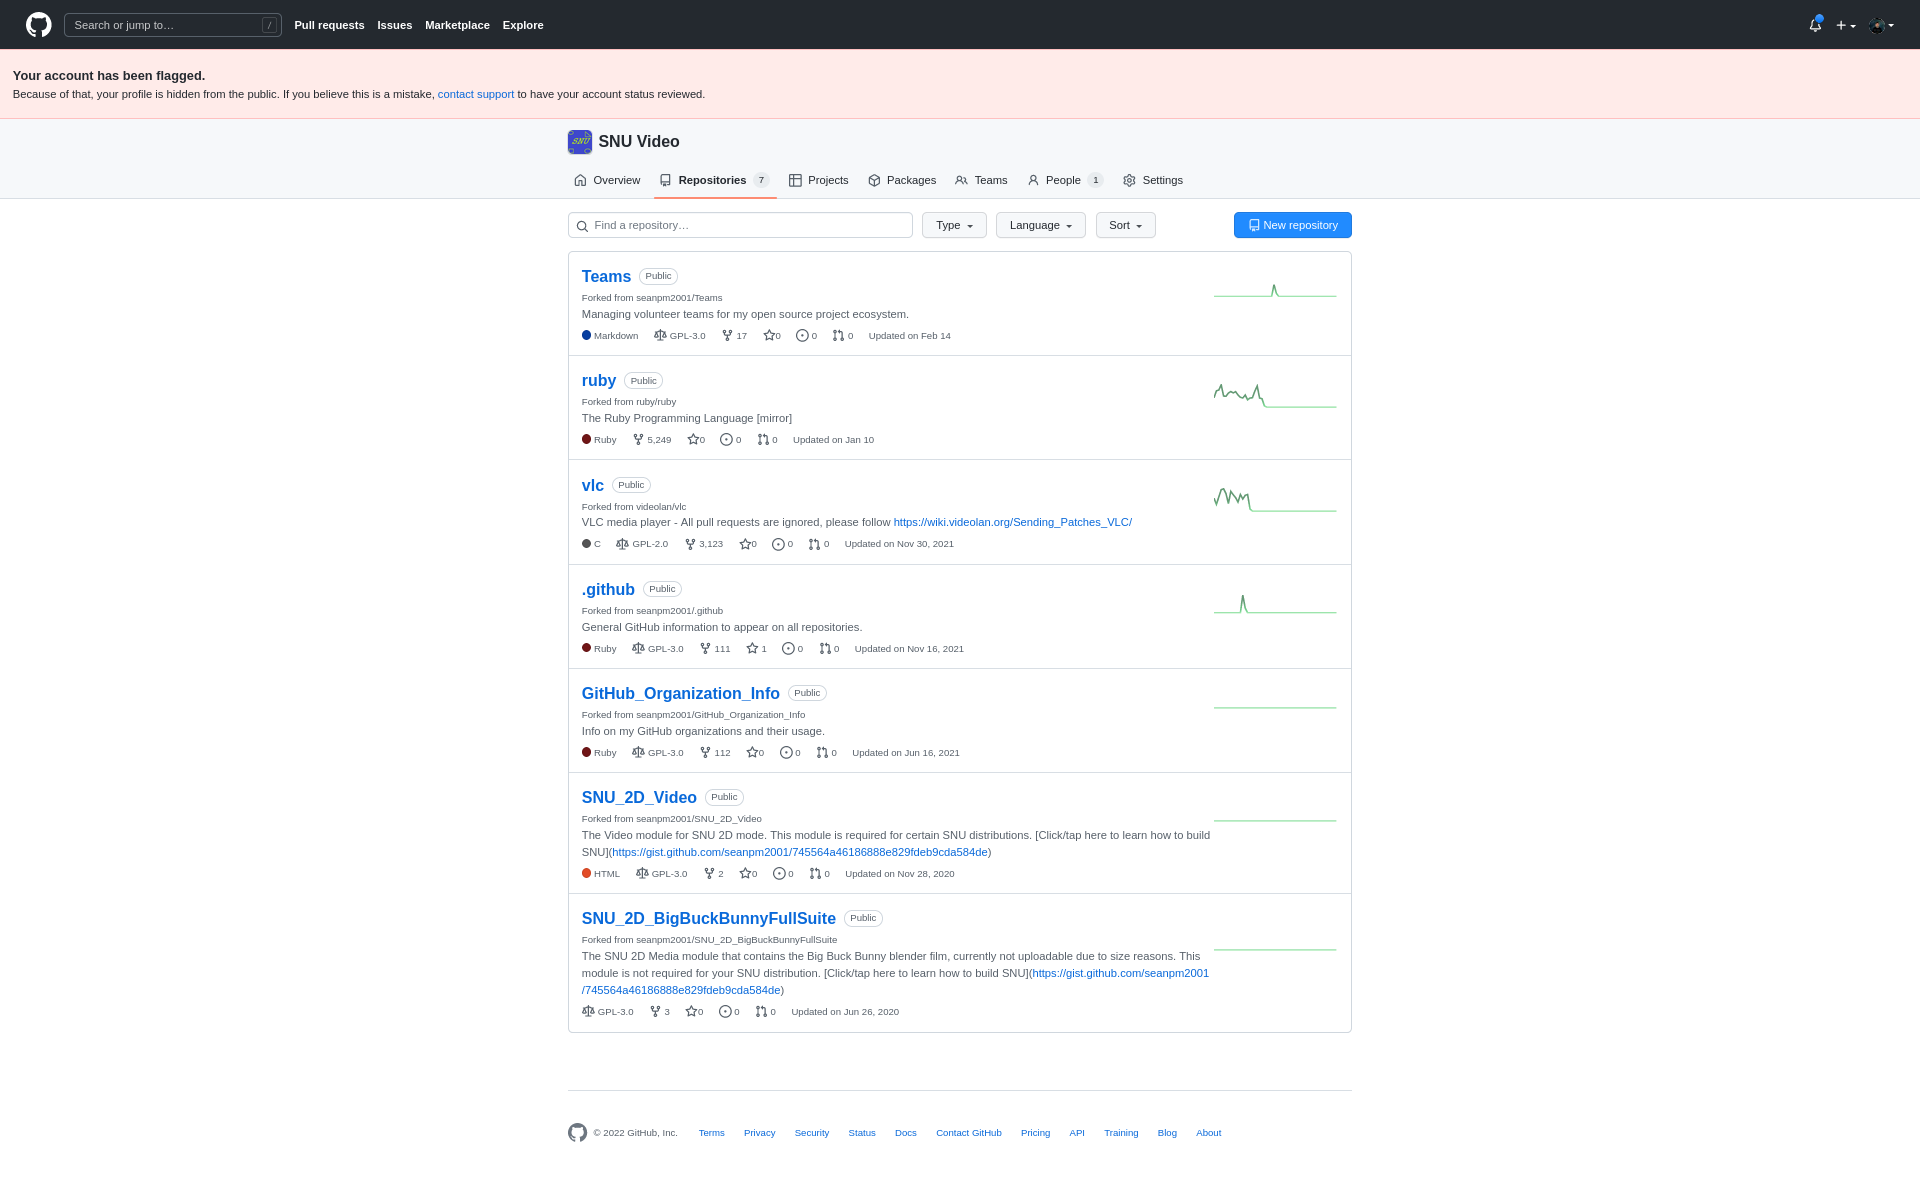 Search or jump to… /
Pull requests Issues Marketplace Explore
Your account has been flagged.
Because of that, your profile is hidden from the public. If you believe this is a mistake, contact support to have your account status reviewed.
SNU SNU Video
Overview Repositories 7 Projects Packages Teams People 1 Settings
Find a repository… Type Language Sort New repository
Teams Public
Forked from seanpm2001/Teams
Managing volunteer teams for my open source project ecosystem.
Markdown GPL-3.0 17 0 0 0 Updated on Feb 14
ruby Public
Forked from ruby/ruby
The Ruby Programming Language [mirror]
Ruby 5,249 0 0 0 Updated on Jan 10
vlc Public
Forked from videolan/vlc
VLC media player - All pull requests are ignored, please follow https://wiki.videolan.org/Sending_Patches_VLC/
C GPL-2.0 3,123 0 0 0 Updated on Nov 30, 2021
.github Public
Forked from seanpm2001/.github
General GitHub information to appear on all repositories.
Ruby GPL-3.0 111 1 0 0 Updated on Nov 16, 2021
GitHub_Organization_Info Public
Forked from seanpm2001/GitHub_Organization_Info
Info on my GitHub organizations and their usage.
Ruby GPL-3.0 112 0 0 0 Updated on Jun 16, 2021
SNU_2D_Video Public
Forked from seanpm2001/SNU_2D_Video
The Video module for SNU 2D mode. This module is required for certain SNU distributions. [Click/tap here to learn how to build
SNU](https://gist.github.com/seanpm2001/745564a46186888e829fdeb9cda584de)
HTML GPL-3.0 2 0 0 0 Updated on Nov 28, 2020
SNU_2D_BigBuckBunnyFullSuite Public
Forked from seanpm2001/SNU_2D_BigBuckBunnyFullSuite
The SNU 2D Media module that contains the Big Buck Bunny blender film, currently not uploadable due to size reasons. This
module is not required for your SNU distribution. [Click/tap here to learn how to build SNU](https://gist.github.com/seanpm2001
/745564a46186888e829fdeb9cda584de)
GPL-3.0 3 0 0 0 Updated on Jun 26, 2020
© 2022 GitHub, Inc. Terms Privacy Security Status Docs Contact GitHub Pricing API Training Blog About